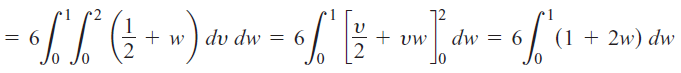 = 6∫₀¹∫₀² (1/2 + w) dv dw = 6∫₀¹ [v/2 + vw]₀² dw = 6∫₀¹ (1 + 2w) dw